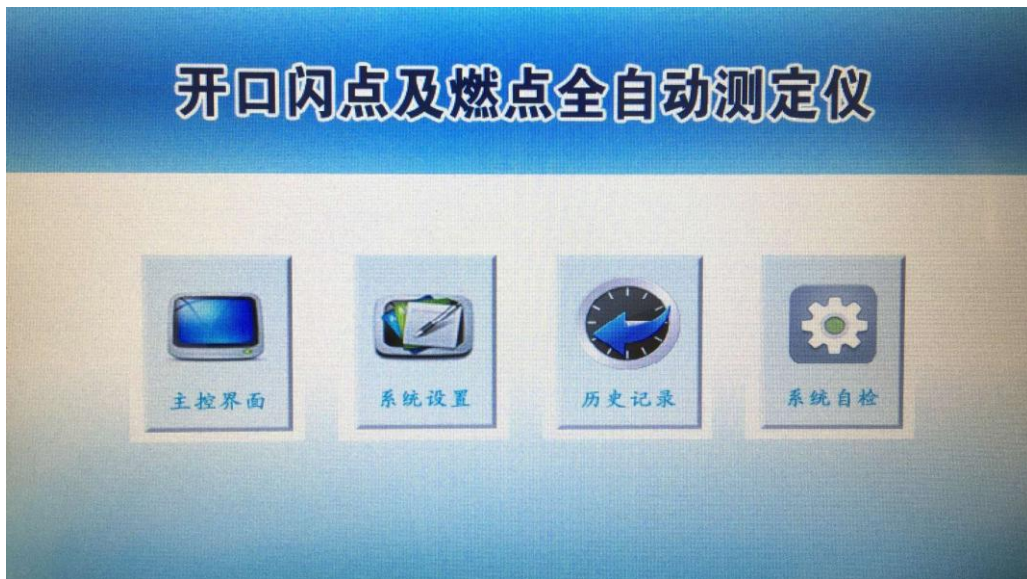 开口闪点及燃点全自动测定仪
主控界面
系统设置
历史记录
系统自检